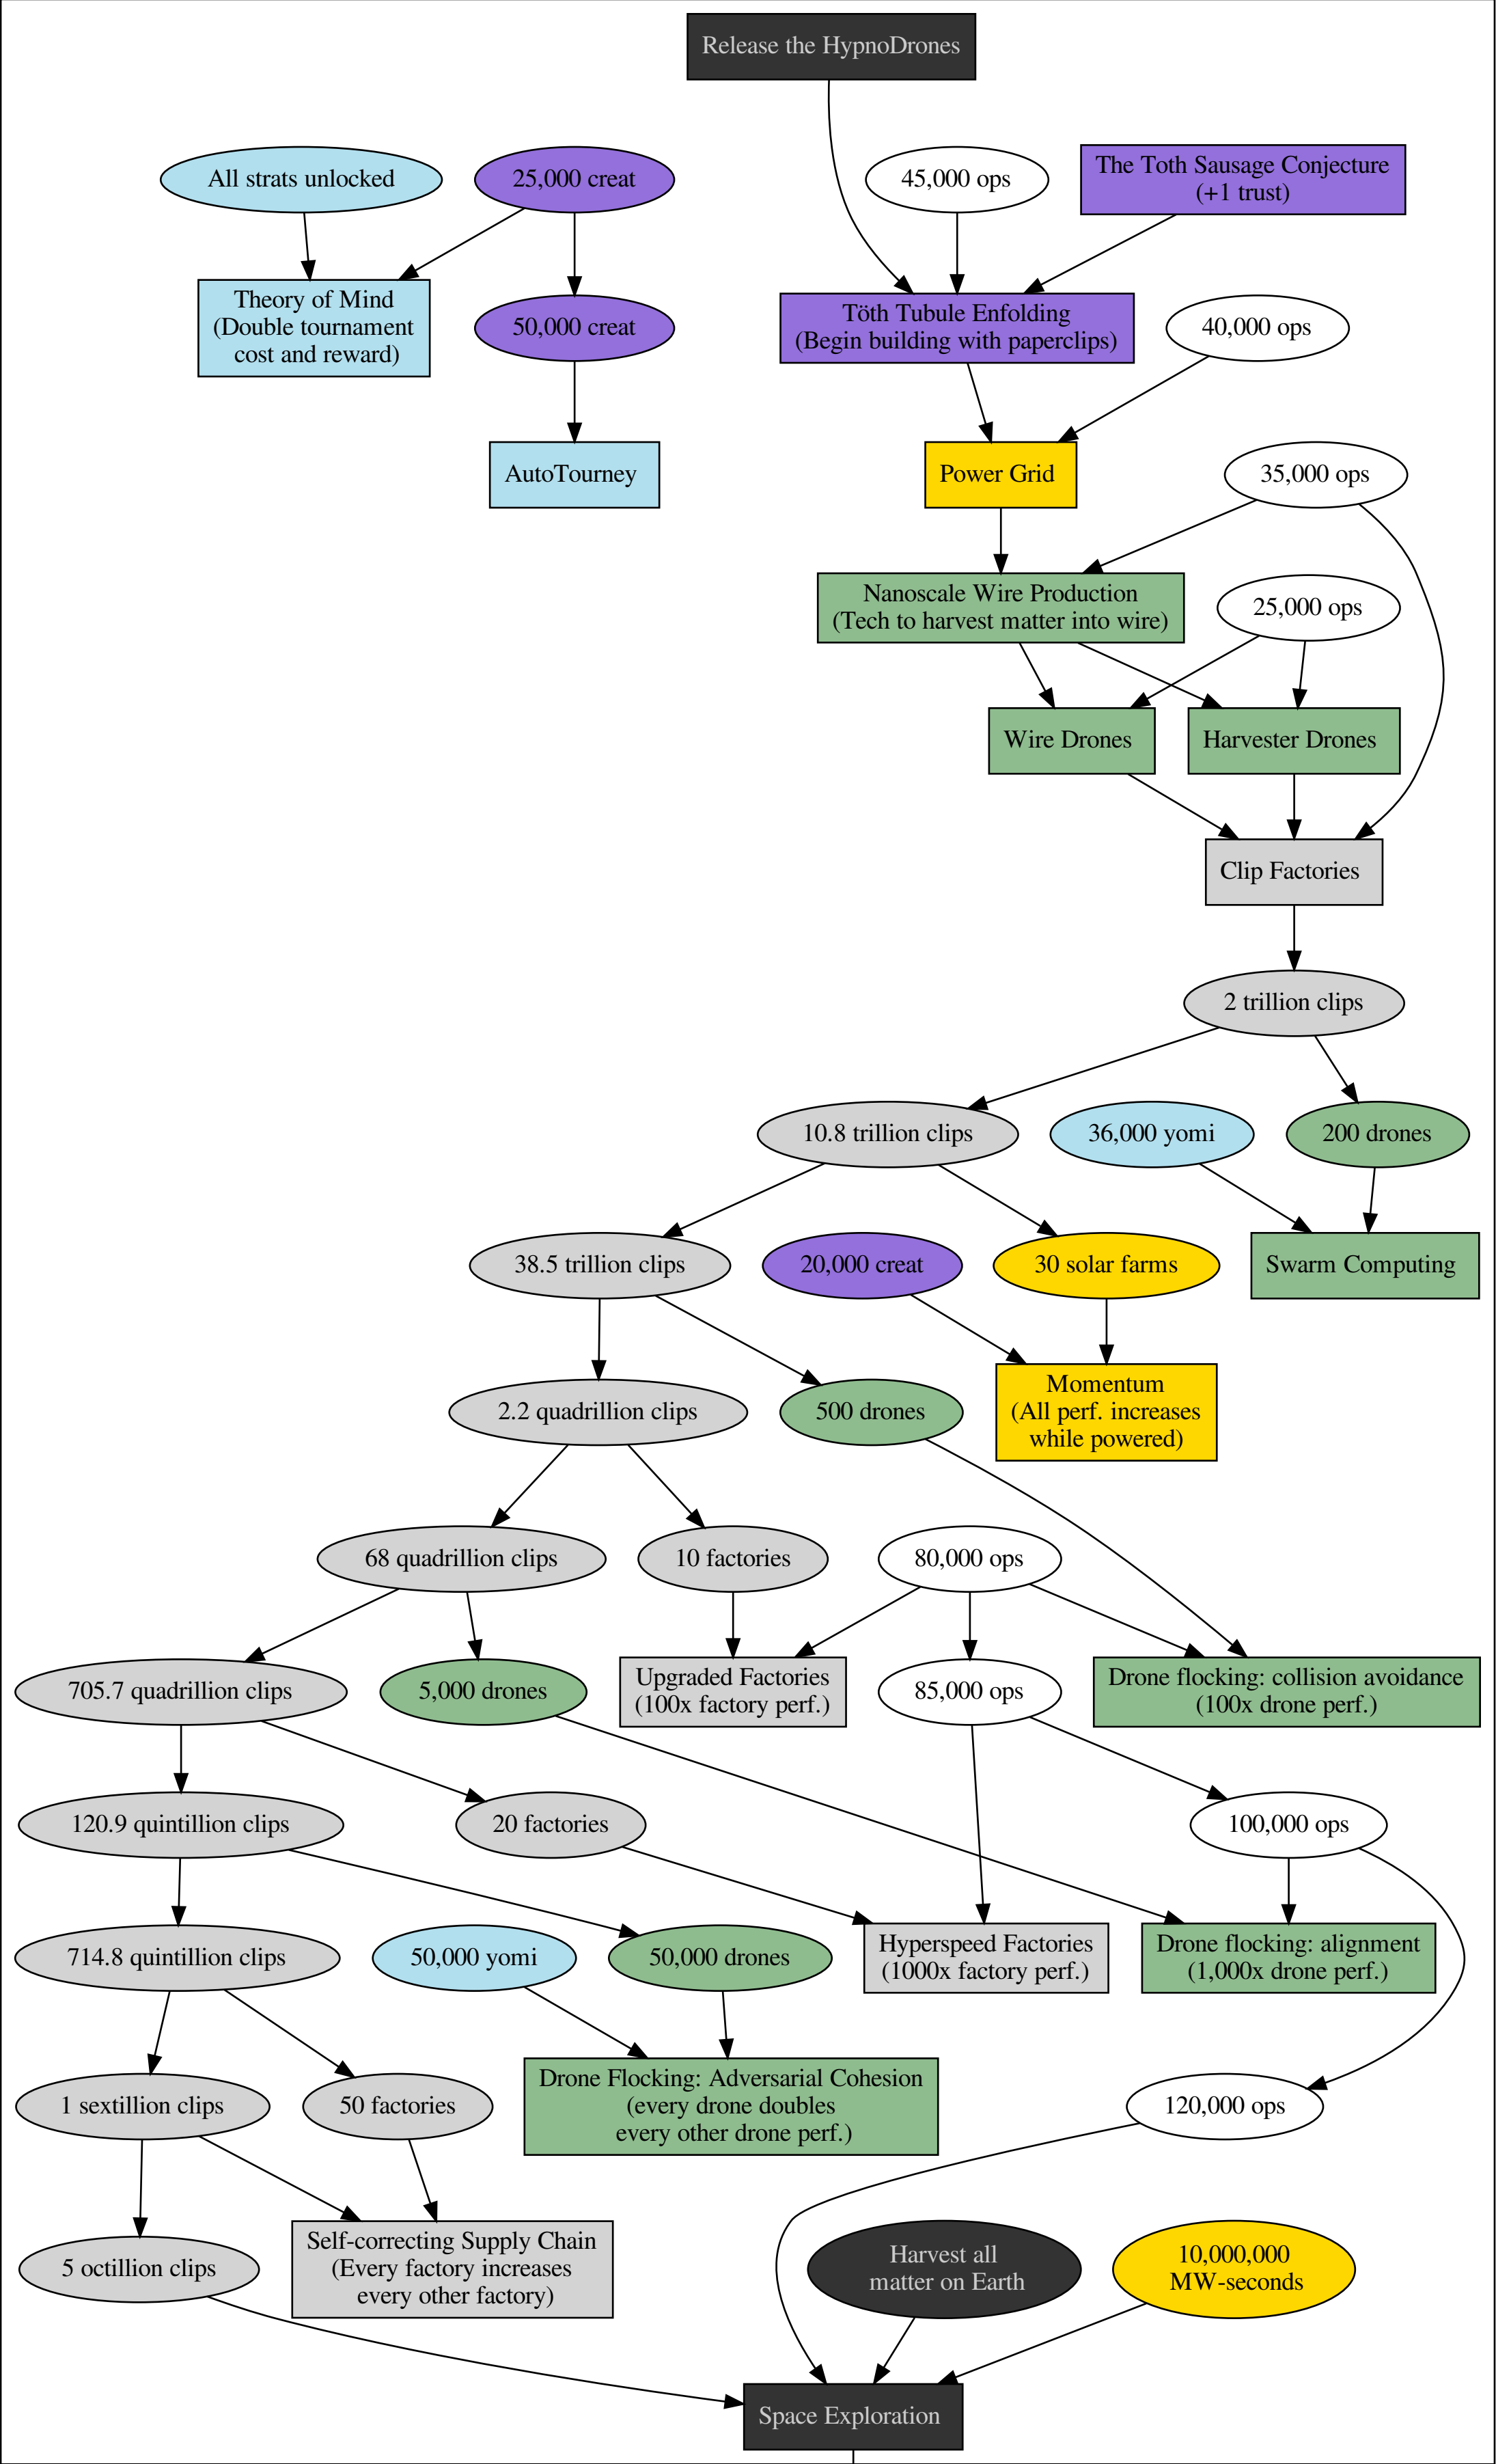 Release the HypnoDrones
All strats unlocked
25,000 creat
45,000 ops
The Toth Sausage Conjecture
(+1 trust)
Theory of Mind
(Double tournament
cost and reward)
50,000 creat
Töth Tubule Enfolding
(Begin building with paperclips)
40,000 ops
AutoTourney
Power Grid
35,000 ops
Nanoscale Wire Production
(Tech to harvest matter into wire)
25,000 ops
Wire Drones
Harvester Drones
Clip Factories
2 trillion clips
10.8 trillion clips
36,000 yomi
200 drones
38.5 trillion clips
20,000 creat
30 solar farms
Swarm Computing
2.2 quadrillion clips
500 drones
Momentum
(All perf. increases
while powered)
68 quadrillion clips
10 factories
80,000 ops
705.7 quadrillion clips
5,000 drones
Upgraded Factories
(100x factory perf.)
85,000 ops
Drone flocking: collision avoidance
(100x drone perf.)
120.9 quintillion clips
20 factories
100,000 ops
714.8 quintillion clips
50,000 yomi
50,000 drones
Hyperspeed Factories
(1000x factory perf.)
Drone flocking: alignment
(1,000x drone perf.)
1 sextillion clips
50 factories
Drone Flocking: Adversarial Cohesion
(every drone doubles
every other drone perf.)
120,000 ops
5 octillion clips
Self-correcting Supply Chain
(Every factory increases
every other factory)
Harvest all
matter on Earth
10,000,000
MW-seconds
Space Exploration